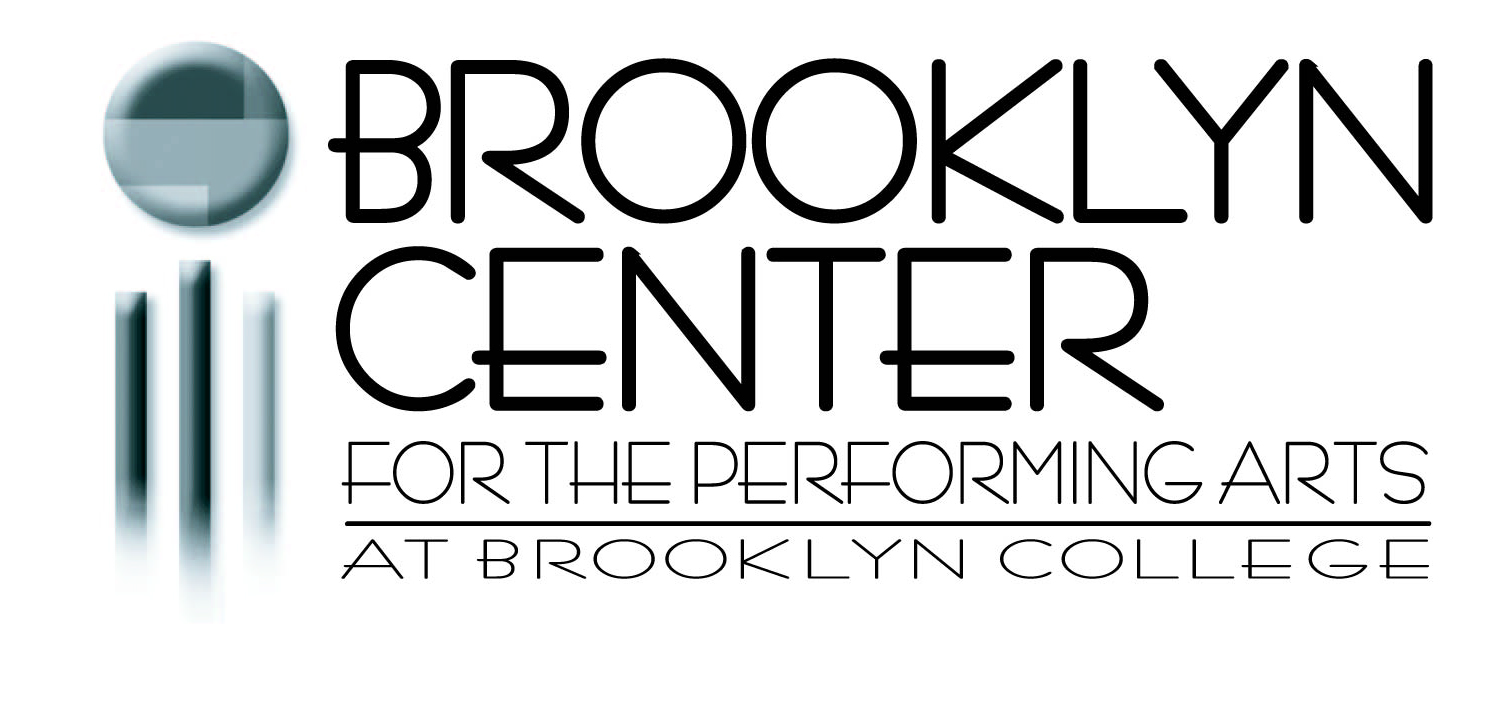 BROOKLYN
CENTER
FOR THE PERFORMING ARTS
AT BROOKLYN COLLEGE